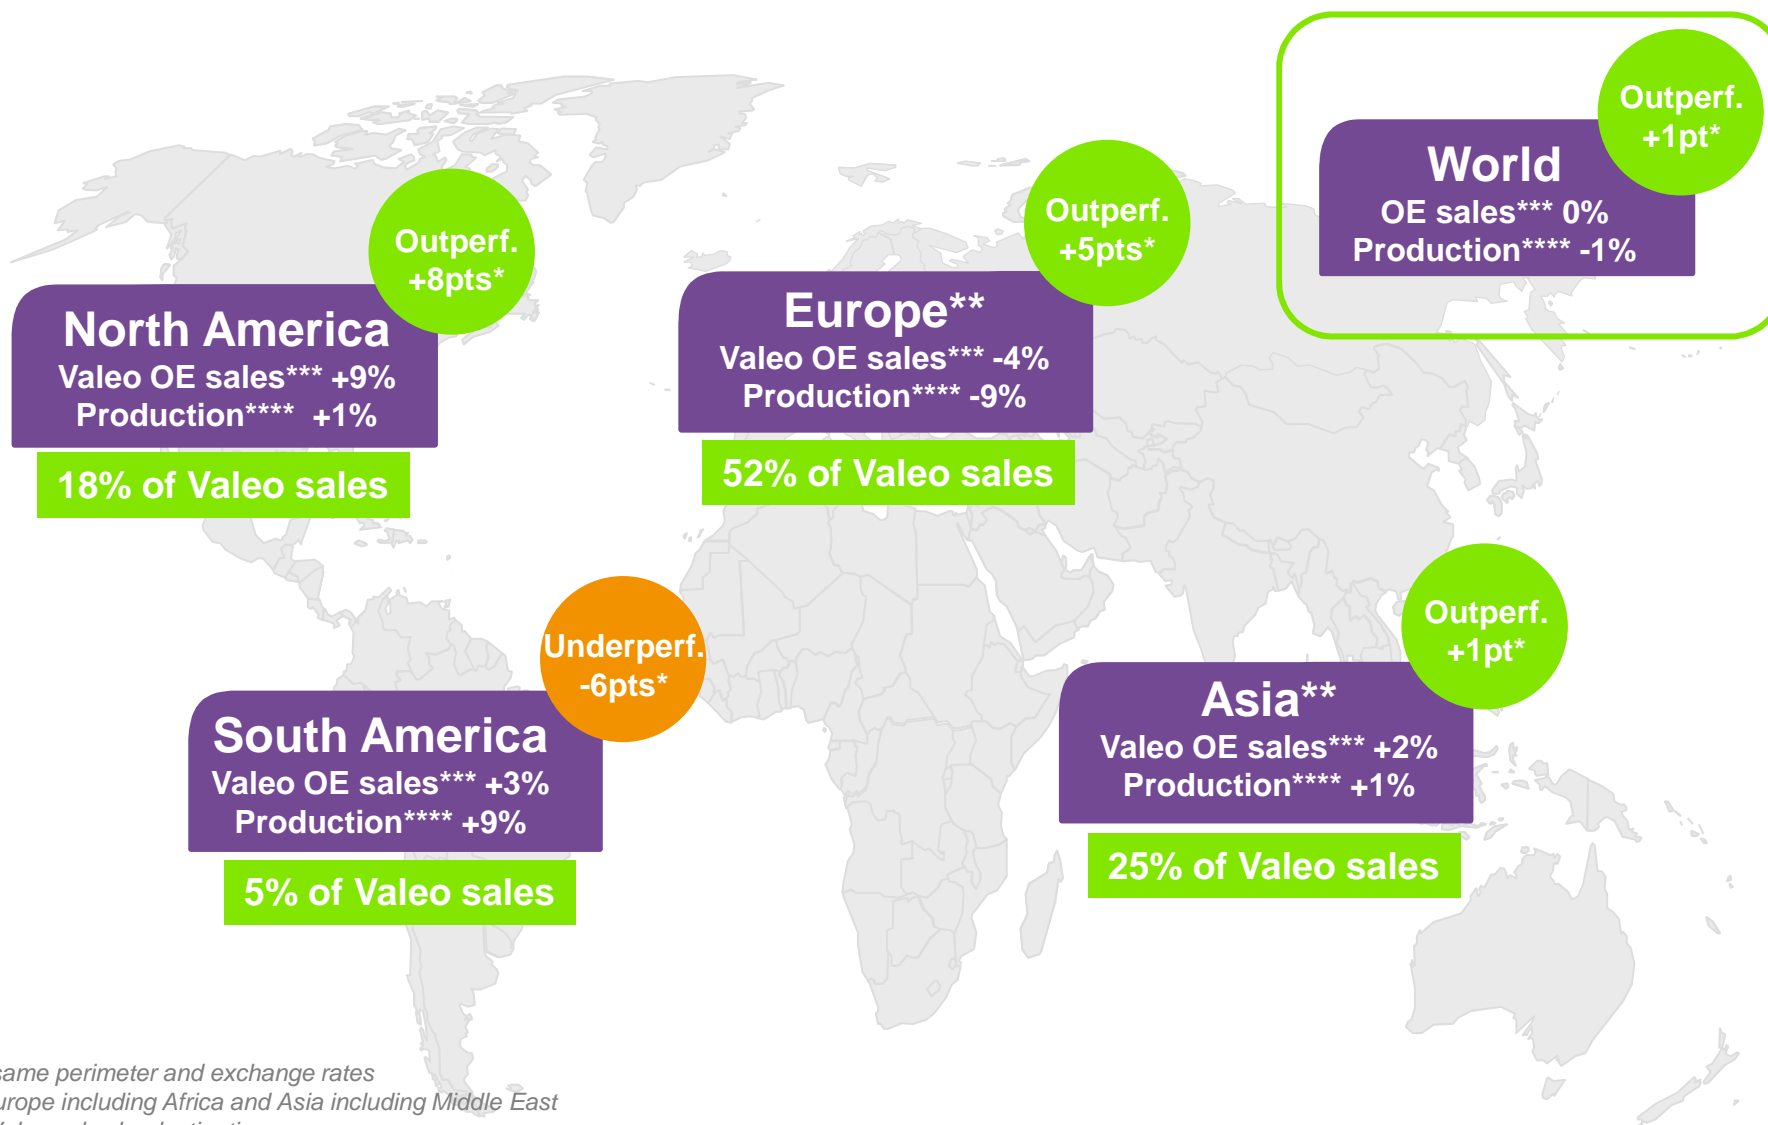 Outperf.
+1pt*
World
OE sales*** 0%
Production**** -1%
Outperf.
+8pts*
North America
Valeo OE sales*** +9%
Production**** +1%
18% of Valeo sales
Outperf.
+5pts*
Europe**
Valeo OE sales*** -4%
Production**** -9%
52% of Valeo sales
Underperf.
-6pts*
South America
Valeo OE sales*** +3%
Production**** +9%
5% of Valeo sales
Outperf.
+1pt*
Asia**
Valeo OE sales*** +2%
Production**** +1%
25% of Valeo sales
same perimeter and exchange rates
urope including Africa and Asia including Middle East